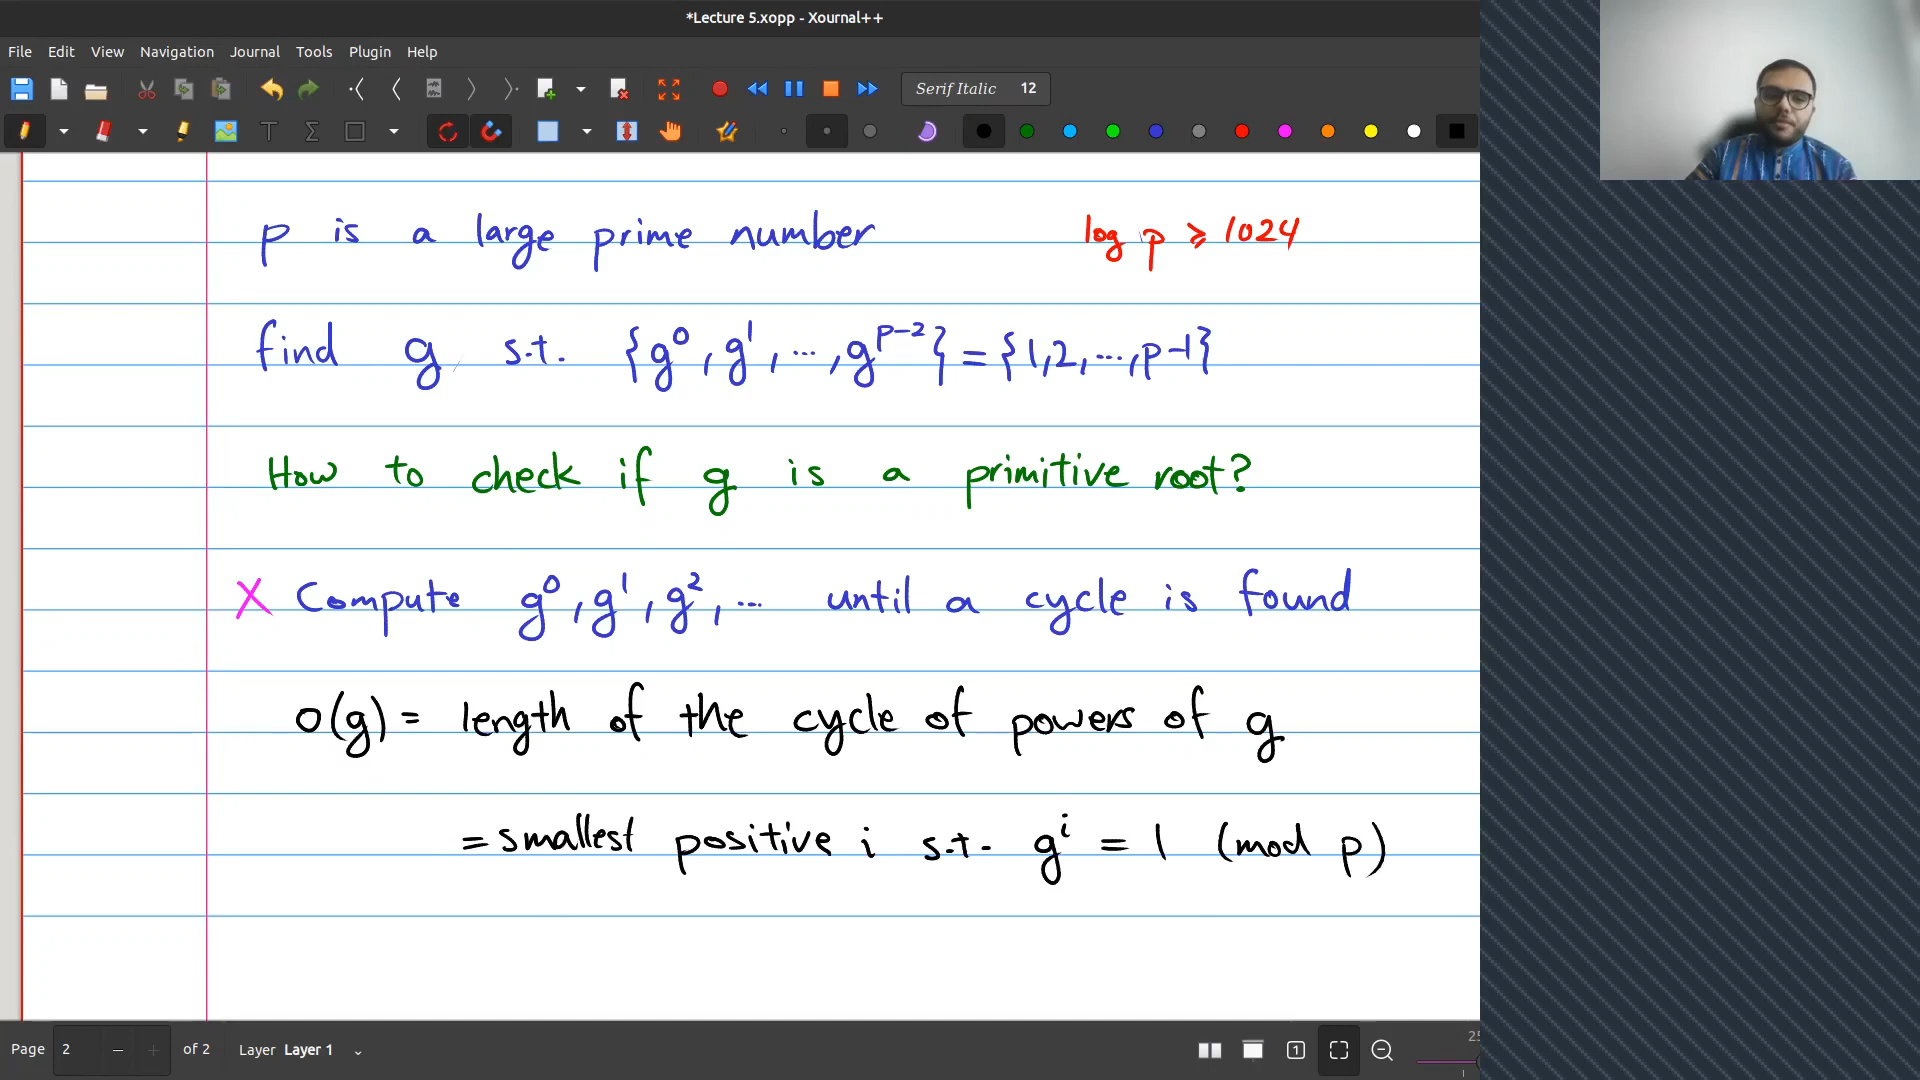 *Lecture 5.xopp - Xournal++
File Edit View Navigation Journal Tools Plugin Help
Serif Italic 12
p is a large prime number log p ⩾ 1024
find g s.t. {g⁰, g¹, ..., gᵖ⁻²} = {1, 2, ..., p-1}
How to check if g is a primitive root?
X Compute g⁰, g¹, g², ... until a cycle is found
o(g) = length of the cycle of powers of g
= smallest positive i s.t. gⁱ = 1 (mod p)
Page 2 of 2 Layer Layer 1